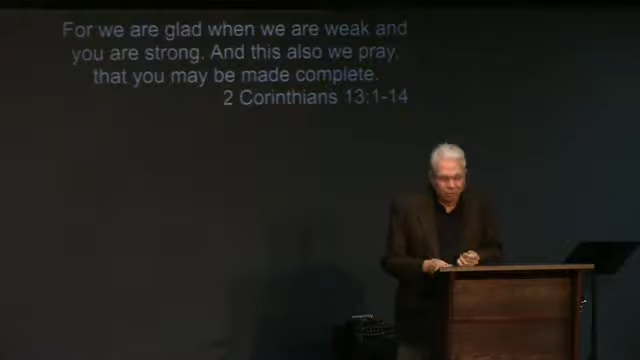 For we are glad when we are weak and
you are strong. And this also we pray,
that you may be made complete.
2 Corinthians 13:1-14